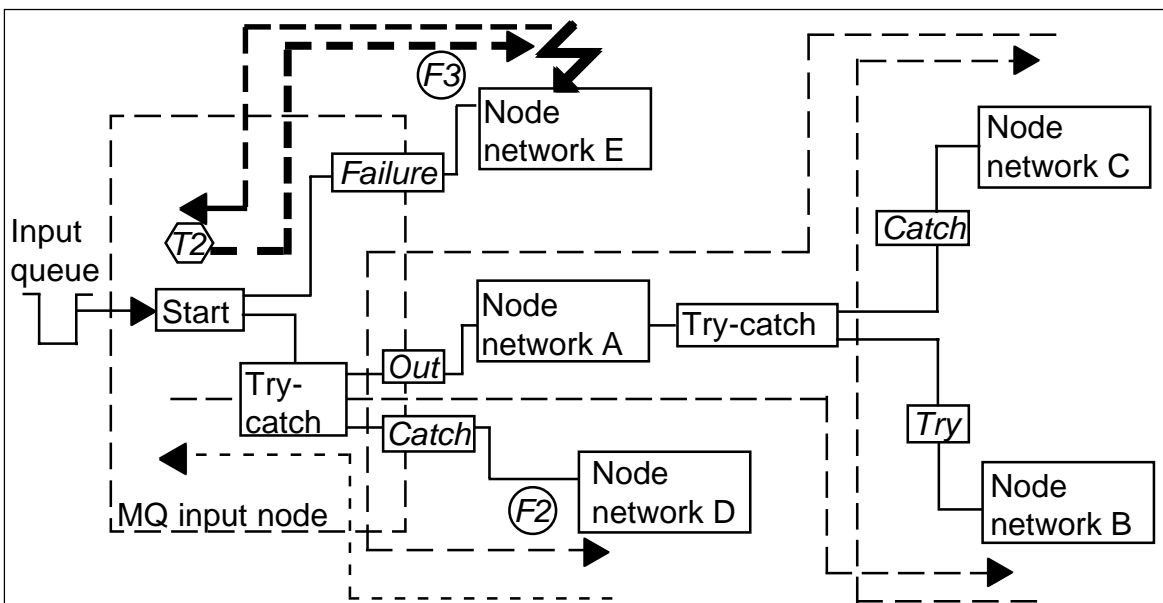 F3
Node
network E
Failure
T2
Input
queue
Start
Node
network C
Catch
Node
network A
Try-catch
Out
Try-
catch
Catch
Try
MQ input node
F2
Node
network D
Node
network B